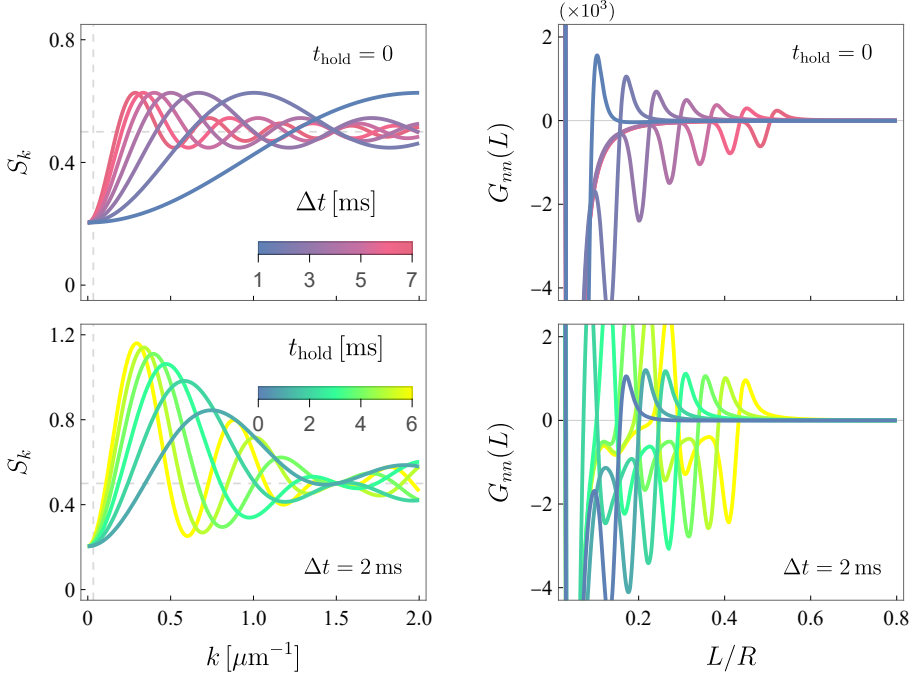 (×10³)
0.8
0.4
0
S_k
t_hold = 0
Δt [ms]
1 3 5 7
2
0
−2
−4
G_nn(L)
t_hold = 0
1.2
0.8
0.4
0
S_k
t_hold [ms]
0 2 4 6
Δt = 2 ms
0 0.5 1.0 1.5 2.0
k [μm⁻¹]
2
0
−2
−4
G_nn(L)
Δt = 2 ms
0.2 0.4 0.6 0.8
L/R